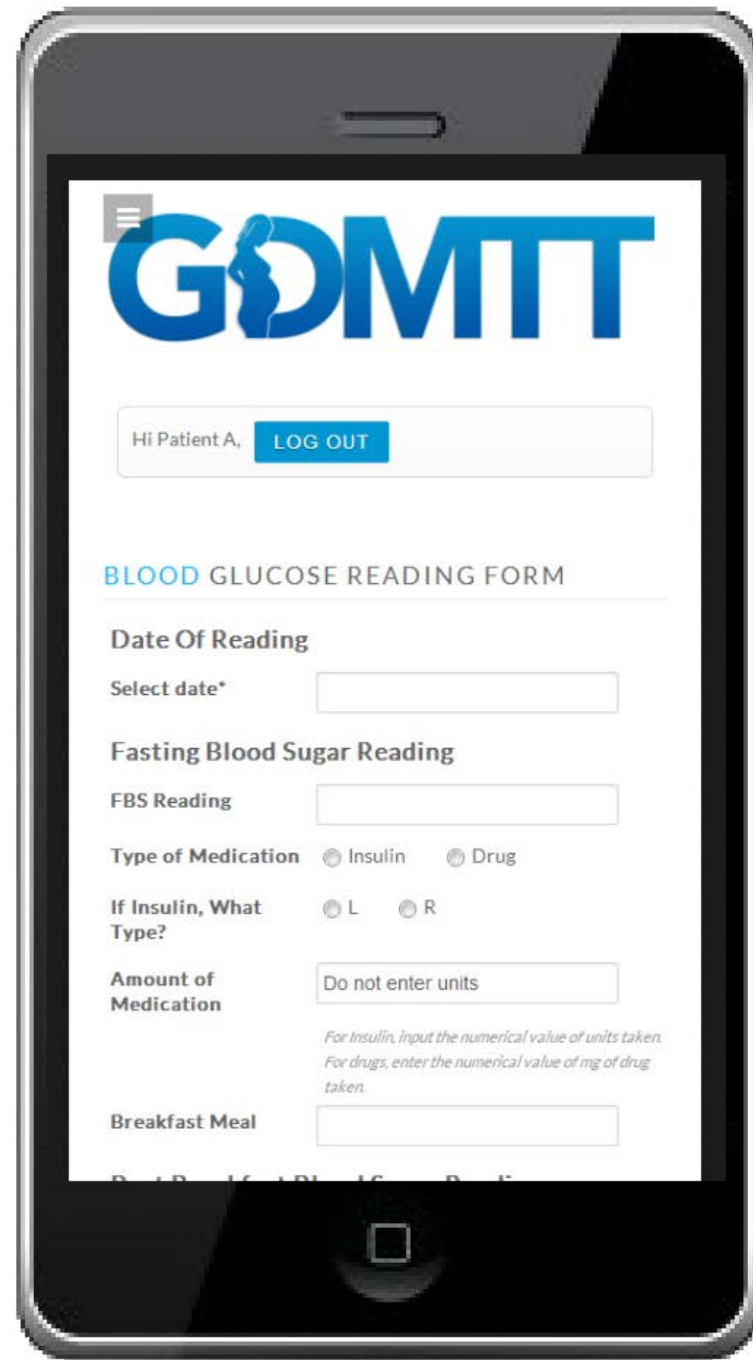 GDMTT
Hi Patient A, LOG OUT
BLOOD GLUCOSE READING FORM
Date Of Reading
Select date*
Fasting Blood Sugar Reading
FBS Reading
Type of Medication Insulin Drug
If Insulin, What L R
Type?
Amount of Do not enter units
Medication
For Insulin, input the numerical value of units taken.
For drugs, enter the numerical value of mg of drug
taken.
Breakfast Meal